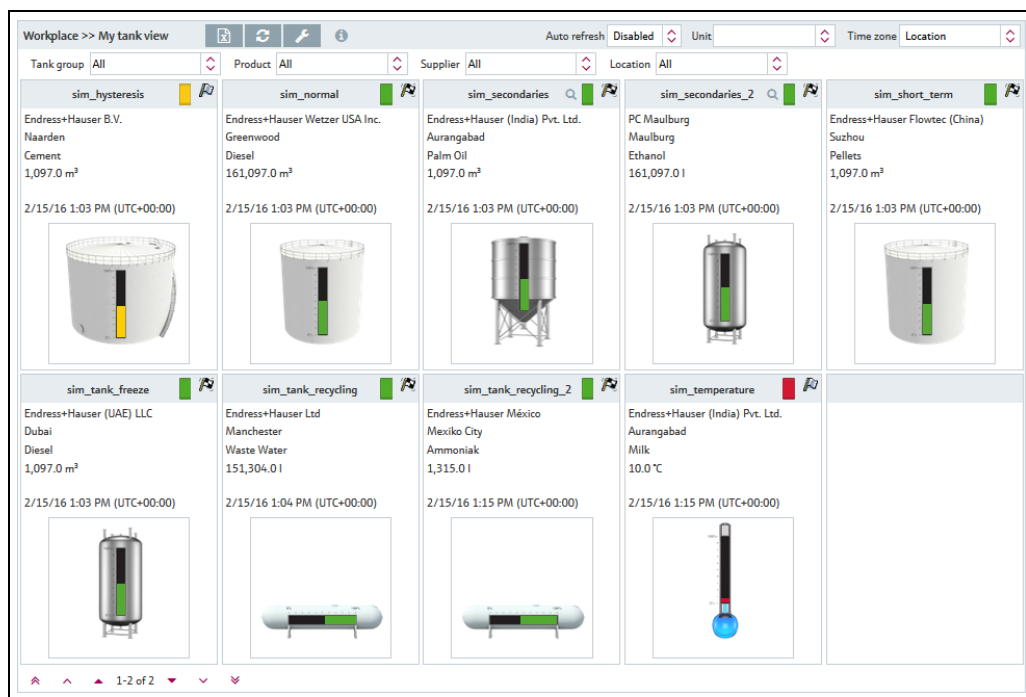 Workplace >> My tank view Auto refresh Disabled Unit Time zone Location
Tank group All Product All Supplier All Location All
sim_hysteresis
Endress+Hauser B.V.
Naarden
Cement
1,097.0 m³
2/15/16 1:03 PM (UTC+00:00)
sim_normal
Endress+Hauser Wetzer USA Inc.
Greenwood
Diesel
161,097.0 m³
2/15/16 1:03 PM (UTC+00:00)
sim_secondaries
Endress+Hauser (India) Pvt. Ltd.
Aurangabad
Palm Oil
1,097.0 m³
2/15/16 1:03 PM (UTC+00:00)
sim_secondaries_2
PC Maulburg
Maulburg
Ethanol
161,097.0 l
2/15/16 1:03 PM (UTC+00:00)
sim_short_term
Endress+Hauser Flowtec (China)
Suzhou
Pellets
1,097.0 m³
2/15/16 1:03 PM (UTC+00:00)
sim_tank_freeze
Endress+Hauser (UAE) LLC
Dubai
Diesel
1,097.0 m³
2/15/16 1:03 PM (UTC+00:00)
sim_tank_recycling
Endress+Hauser Ltd
Manchester
Waste Water
151,304.0 l
2/15/16 1:04 PM (UTC+00:00)
sim_tank_recycling_2
Endress+Hauser México
Mexiko City
Ammoniak
1,315.0 l
2/15/16 1:15 PM (UTC+00:00)
sim_temperature
Endress+Hauser (India) Pvt. Ltd.
Aurangabad
Milk
10.0 °C
2/15/16 1:15 PM (UTC+00:00)
1-2 of 2